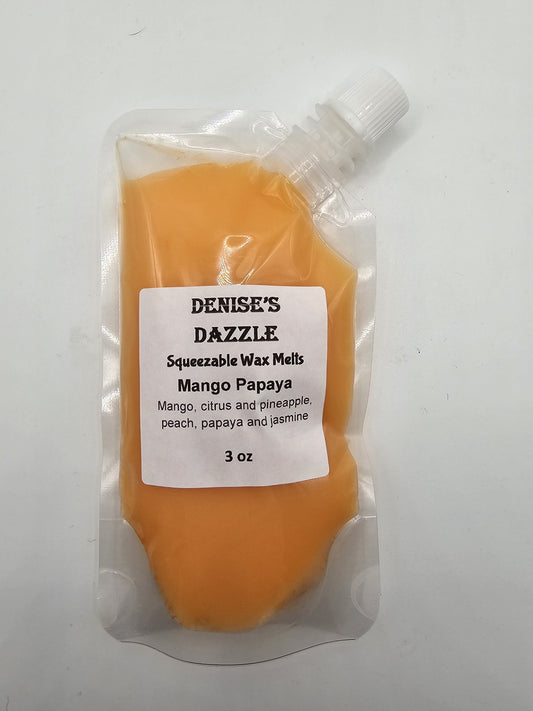 DENISE'S
DAZZLE
Squeezable Wax Melts
Mango Papaya
Mango, citrus and pineapple,
peach, papaya and jasmine
3 oz